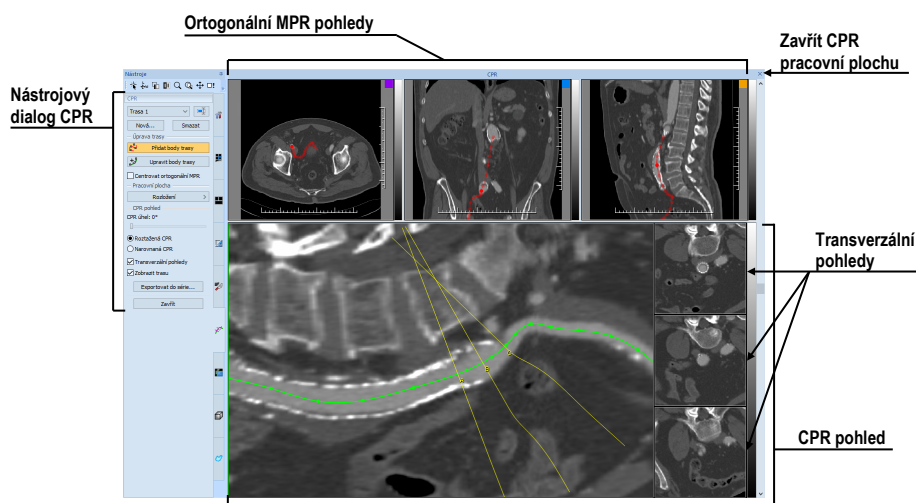 Ortogonální MPR pohledy
Zavřít CPR
pracovní plochu
Nástrojový
dialog CPR
Nástroje
CPR
CPR
Trasa 1
Nová...
Smazat
Úprava trasy
Přidat body trasy
Upravit body trasy
Centrovat ortogonální MPR
Pracovní plocha
Rozložení
CPR pohled
CPR úhel: 0°
Roztažená CPR
Narovnaná CPR
Transverzální pohledy
Zobrazit trasu
Exportovat do série...
Zavřít
Transverzální
pohledy
A
B
C
CPR pohled